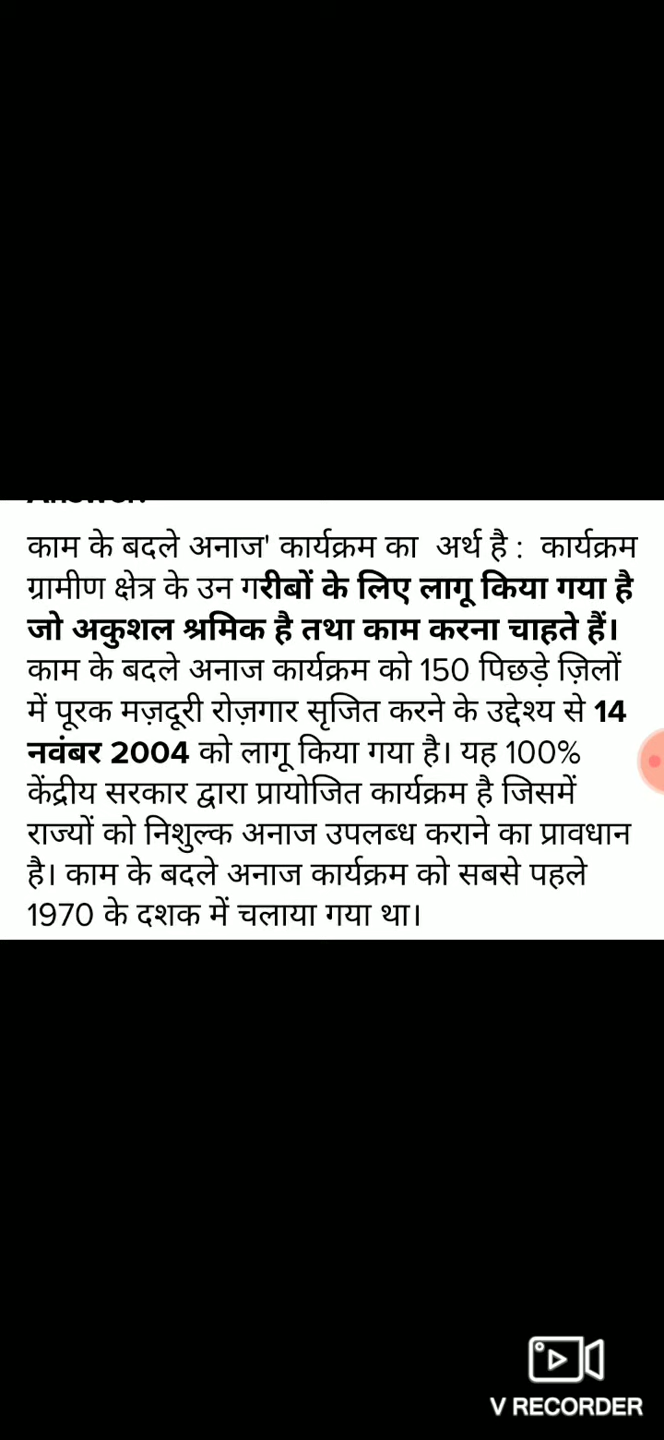 काम के बदले अनाज' कार्यक्रम का अर्थ है : कार्यक्रम
ग्रामीण क्षेत्र के उन गरीबों के लिए लागू किया गया है
जो अकुशल श्रमिक है तथा काम करना चाहते हैं।
काम के बदले अनाज कार्यक्रम को 150 पिछड़े ज़िलों
में पूरक मज़दूरी रोज़गार सृजित करने के उद्देश्य से 14
नवंबर 2004 को लागू किया गया है। यह 100%
केंद्रीय सरकार द्वारा प्रायोजित कार्यक्रम है जिसमें
राज्यों को निशुल्क अनाज उपलब्ध कराने का प्रावधान
है। काम के बदले अनाज कार्यक्रम को सबसे पहले
1970 के दशक में चलाया गया था।
V RECORDER